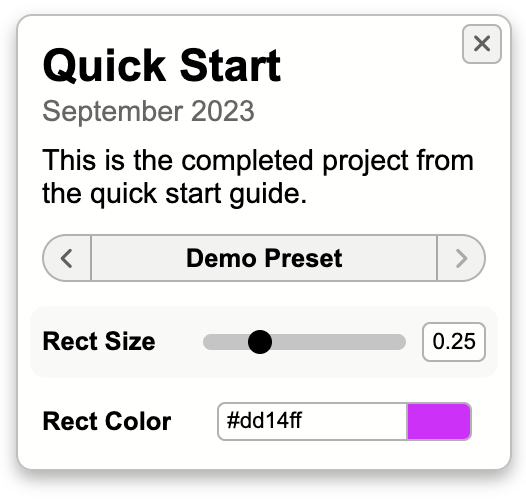 Quick Start
September 2023
This is the completed project from
the quick start guide.
Demo Preset
Rect Size 0.25
Rect Color #dd14ff